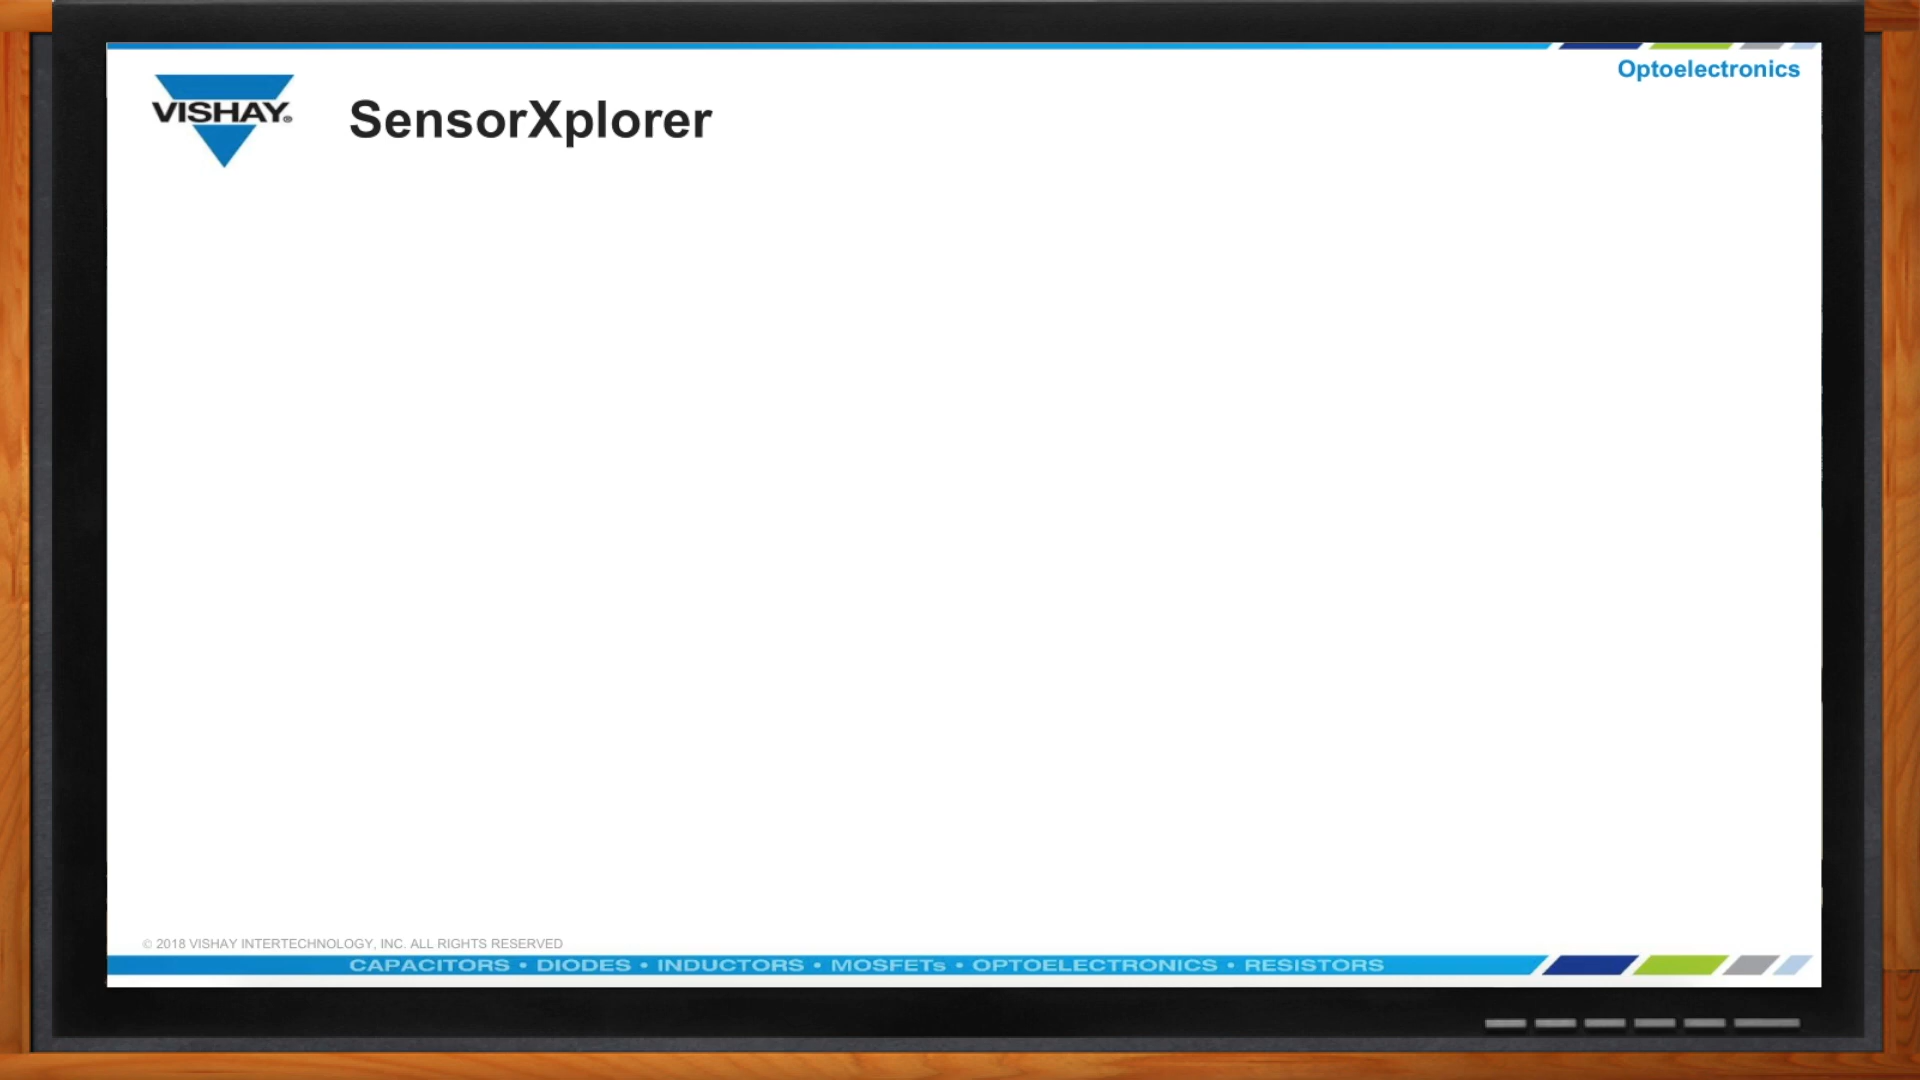 Optoelectronics
VISHAY®
SensorXplorer
© 2018 VISHAY INTERTECHNOLOGY, INC. ALL RIGHTS RESERVED
CAPACITORS • DIODES • INDUCTORS • MOSFETs • OPTOELECTRONICS • RESISTORS